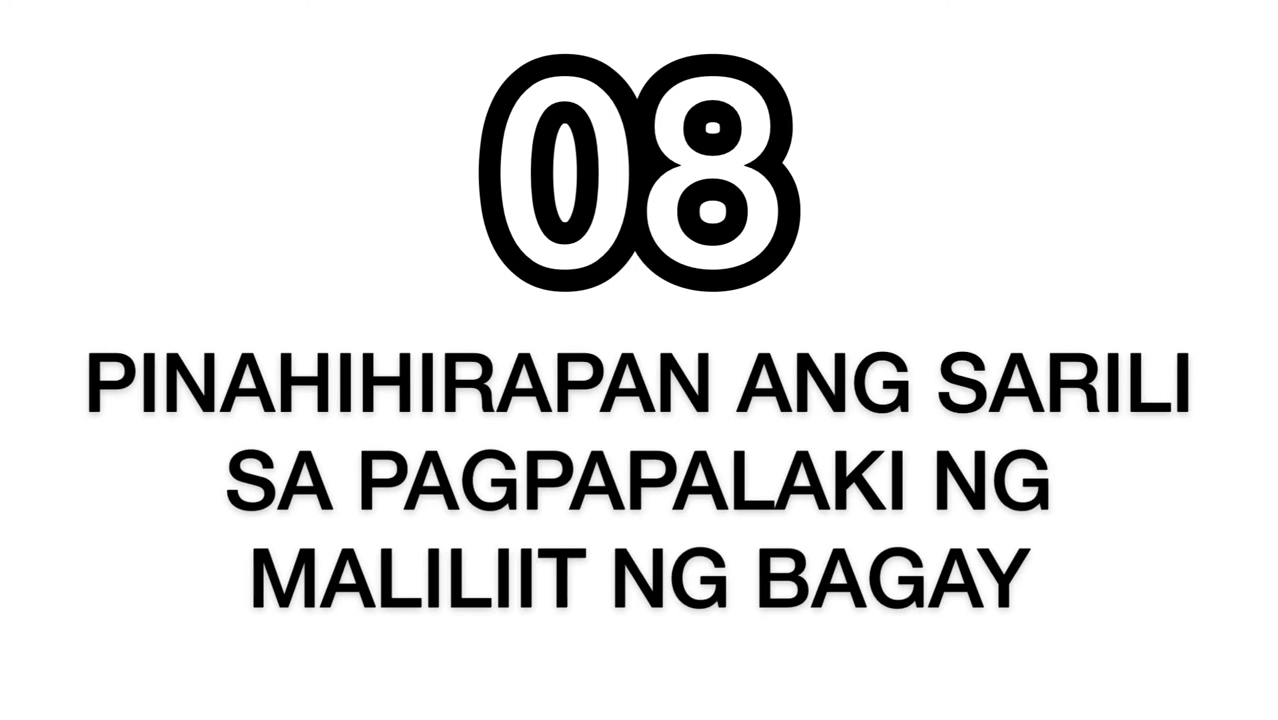 08
PINAHIHIRAPAN ANG SARILI
SA PAGPAPALAKI NG
MALILIIT NG BAGAY